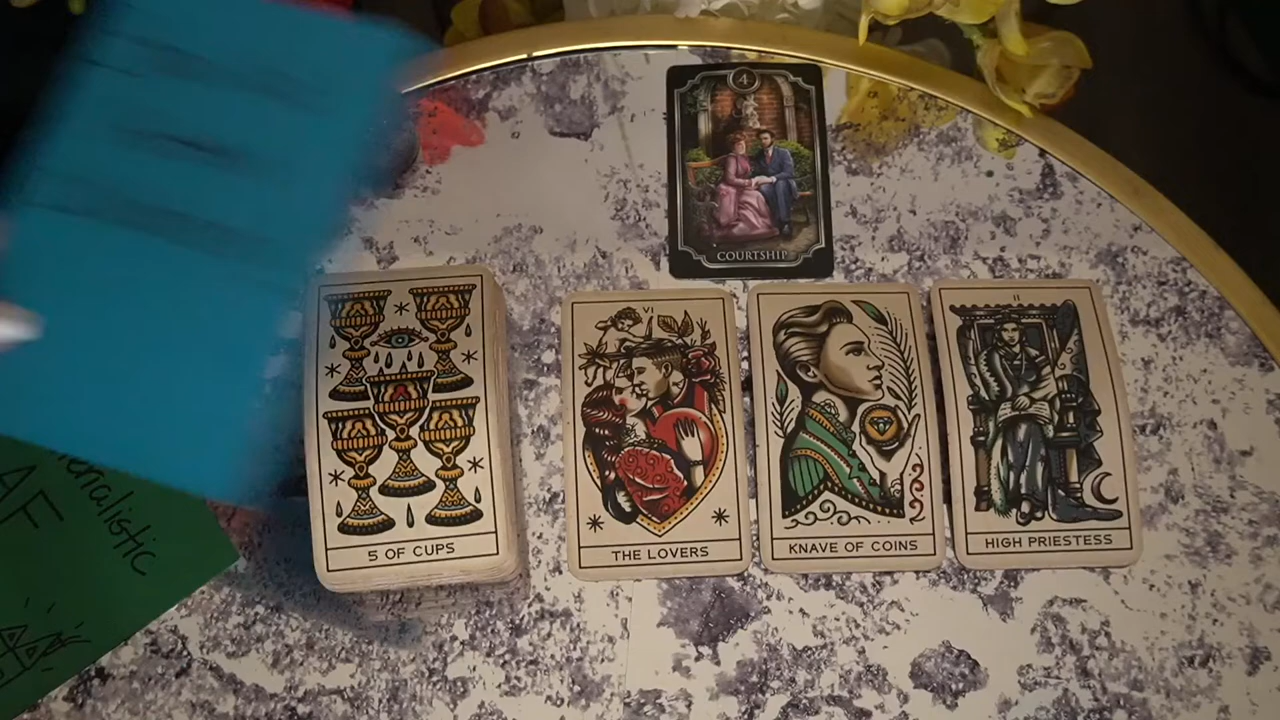 4
COURTSHIP
5 OF CUPS
VI
THE LOVERS
KNAVE OF COINS
II
HIGH PRIESTESS
AF